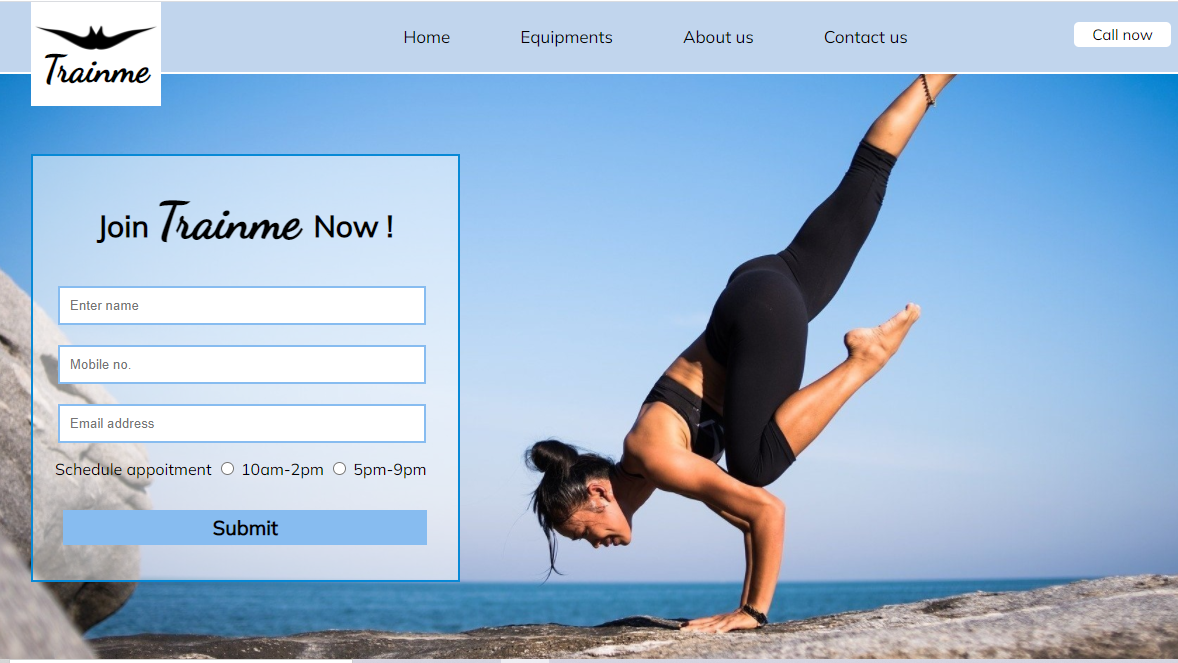 Trainme
Home Equipments About us Contact us Call now
Join Trainme Now !
Enter name
Mobile no.
Email address
Schedule appoitment 10am-2pm 5pm-9pm
Submit